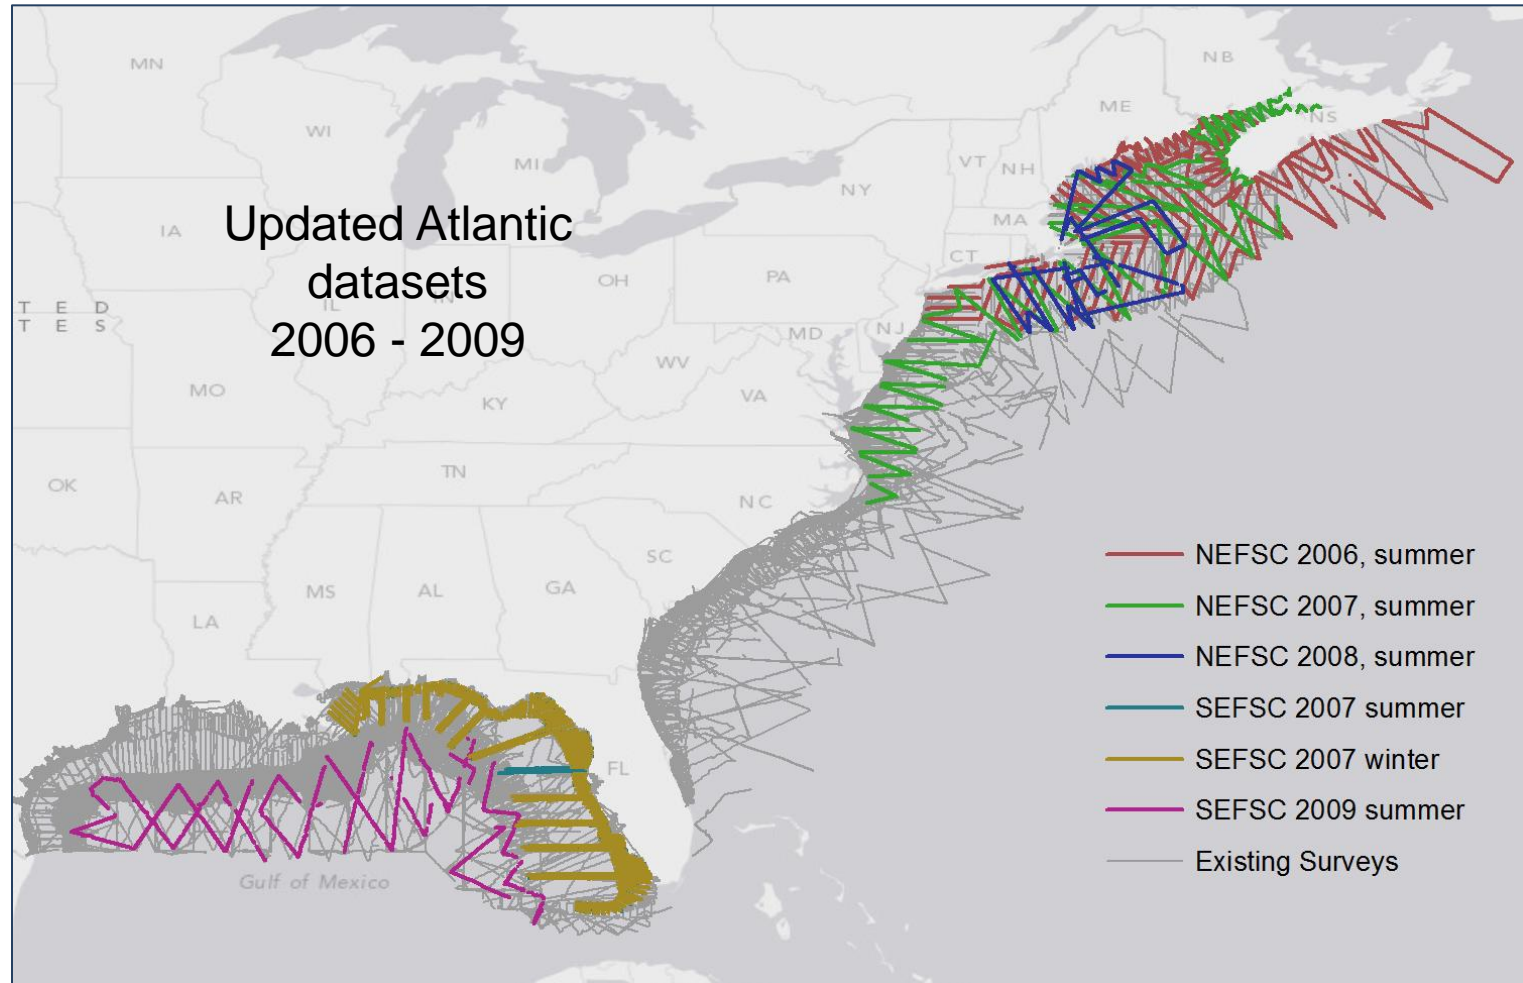 MN
WI
MI
IA
Updated Atlantic
datasets
2006 - 2009
T E D
T E S
IL
IN
OH
PA
NY
VT
NH
ME
NB
NS
MA
CT
NJ
MD
WV
VA
MO
KY
TN
NC
OK
AR
SC
MS
AL
GA
LA
FL
Gulf of Mexico
NEFSC 2006, summer
NEFSC 2007, summer
NEFSC 2008, summer
SEFSC 2007 summer
SEFSC 2007 winter
SEFSC 2009 summer
Existing Surveys